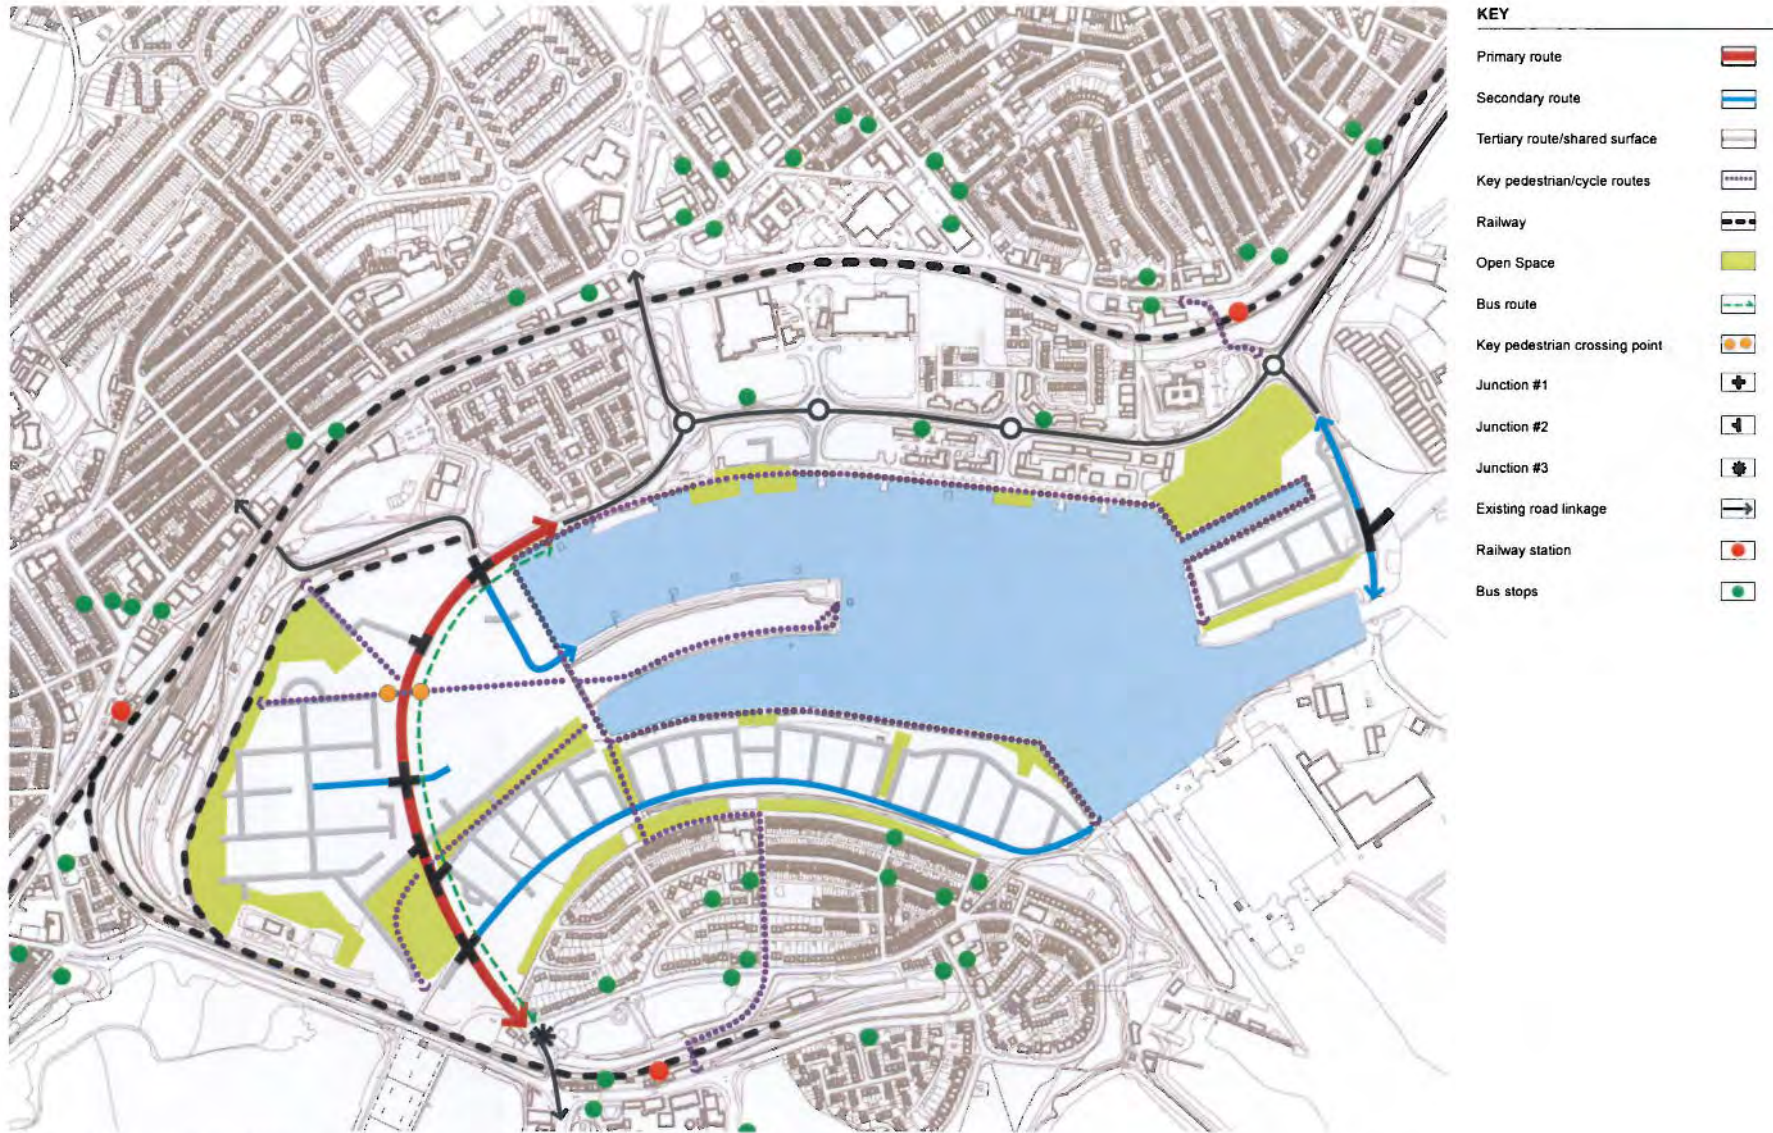 KEY
Primary route
Secondary route
Tertiary route/shared surface
Key pedestrian/cycle routes
Railway
Open Space
Bus route
Key pedestrian crossing point
Junction #1
Junction #2
Junction #3
Existing road linkage
Railway station
Bus stops